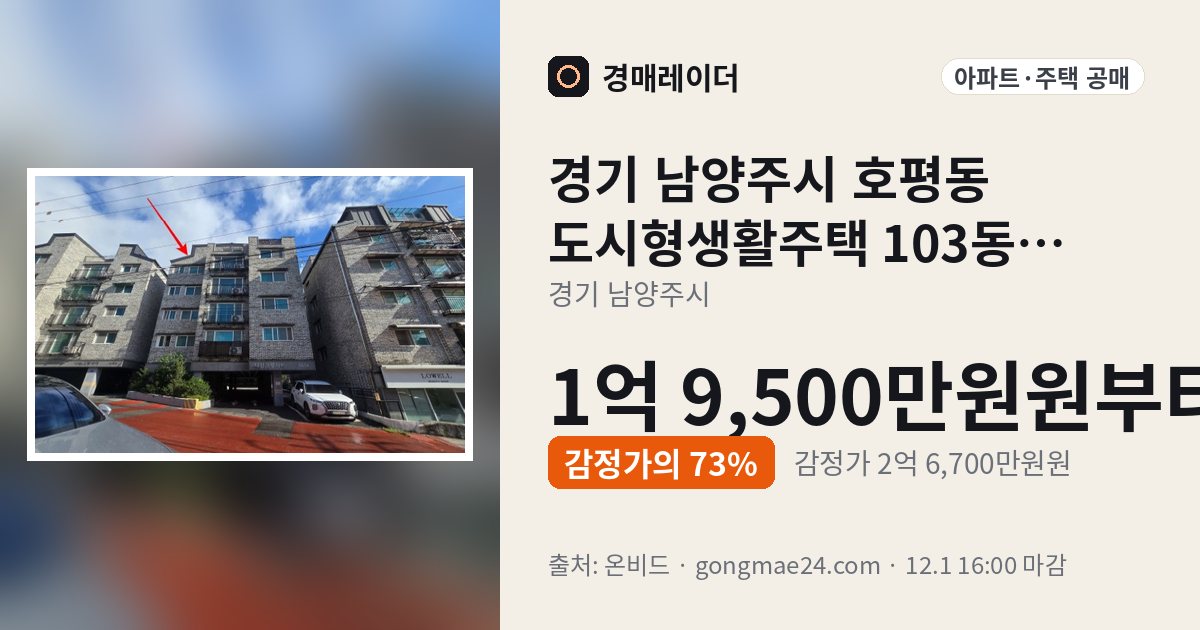 경매레이더
아파트·주택 공매
경기 남양주시 호평동
도시형생활주택 103동…
경기 남양주시
1억 9,500만원원부터
감정가의 73%
감정가 2억 6,700만원원
출처: 온비드 · gongmae24.com · 12.1 16:00 마감
LOWELL